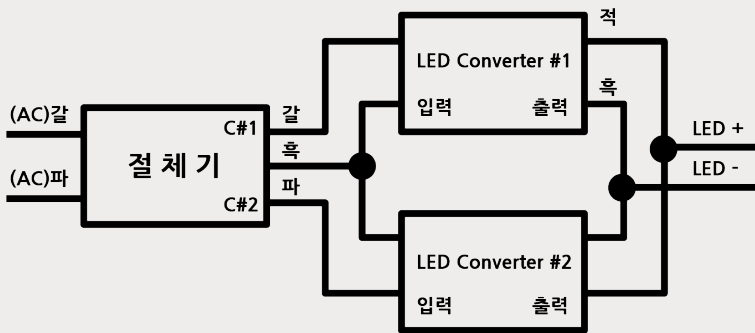 적
LED Converter #1
흑
(AC)갈
갈
입력
출력
C#1
LED +
절 체 기
흑
LED -
(AC)파
파
C#2
LED Converter #2
입력
출력